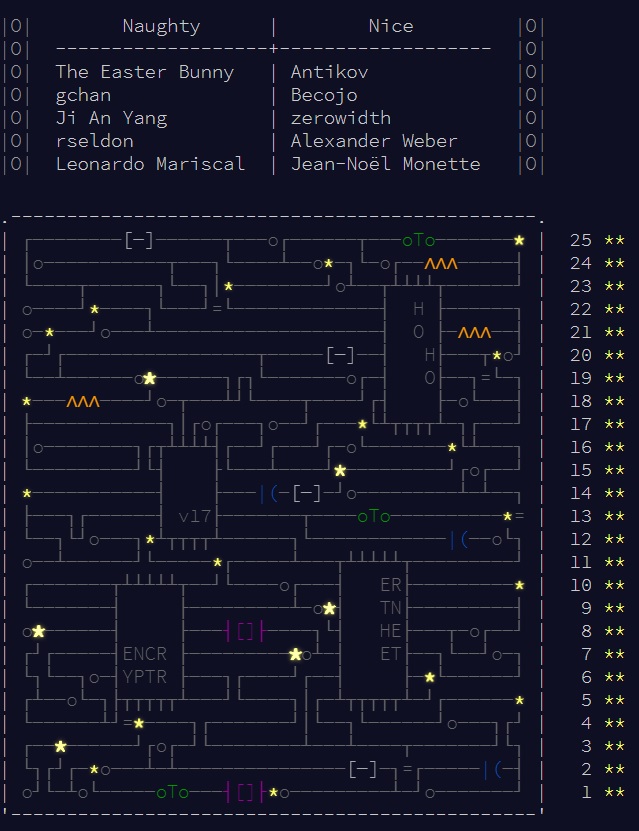 |O|        Naughty      |        Nice         |O|
|O|  -------------------+-------------------  |O|
|O|  The Easter Bunny   | Antikov             |O|
|O|  gchan              | Becojo              |O|
|O|  Ji An Yang         | zerowidth           |O|
|O|  rseldon            | Alexander Weber     |O|
|O|  Leonardo Mariscal  | Jean-Noël Monette   |O|
25 **
24 **
23 **
H 22 **
O 21 **
H 20 **
O 19 **
18 **
17 **
16 **
15 **
14 **
v17 13 **
12 **
11 **
ER 10 **
TN 9 **
HE 8 **
ENCR ET 7 **
YPTR 6 **
5 **
4 **
3 **
2 **
1 **